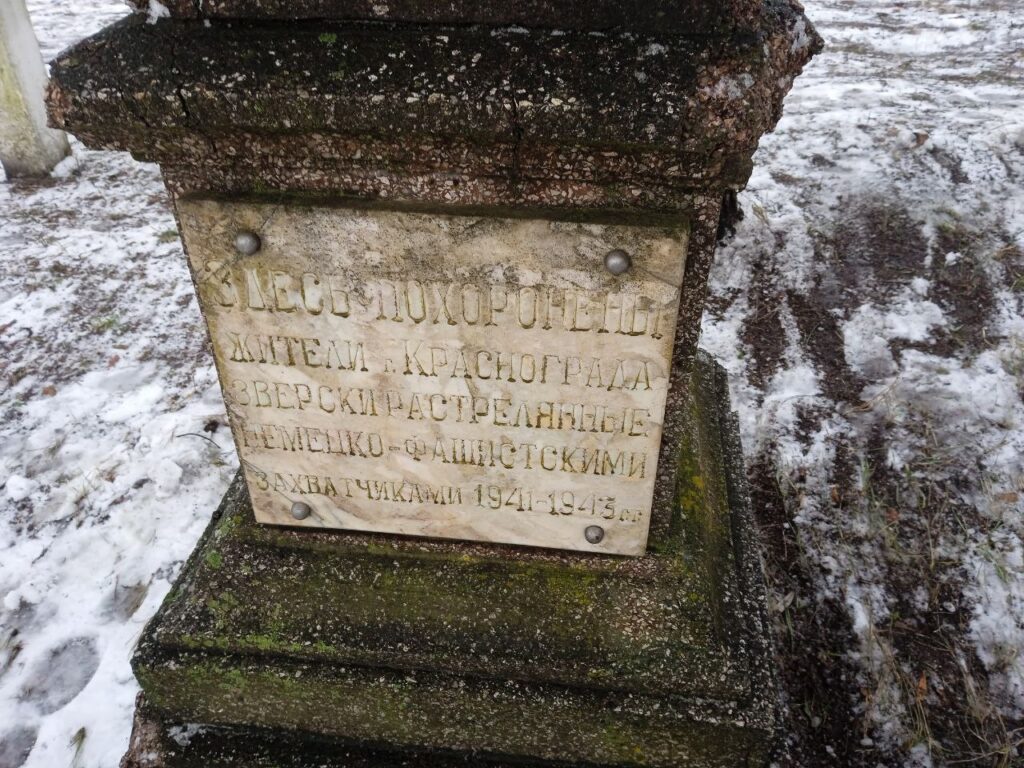 Здесь похоронены
жители г. Краснограда
зверски растрелянные
немецко-фашистскими
захватчиками 1941-1943 гг.